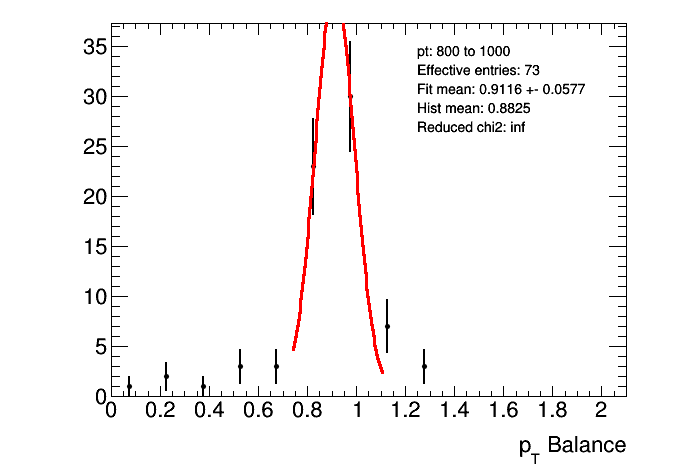 pt: 800 to 1000
Effective entries: 73
Fit mean: 0.9116 +- 0.0577
Hist mean: 0.8825
Reduced chi2: inf
35
30
25
20
15
10
5
0
0 0.2 0.4 0.6 0.8 1 1.2 1.4 1.6 1.8 2
p_T Balance